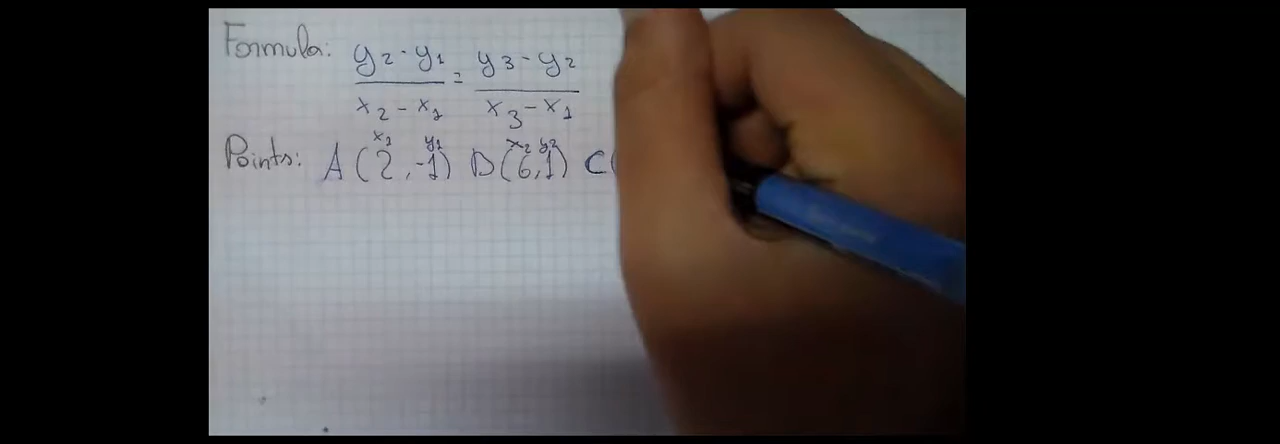 Formula: y2-y1/x2-x1 = y3-y2/x3-x1
x1 y1 x2 y2
Points: A(2,-1) B(6,1) C(